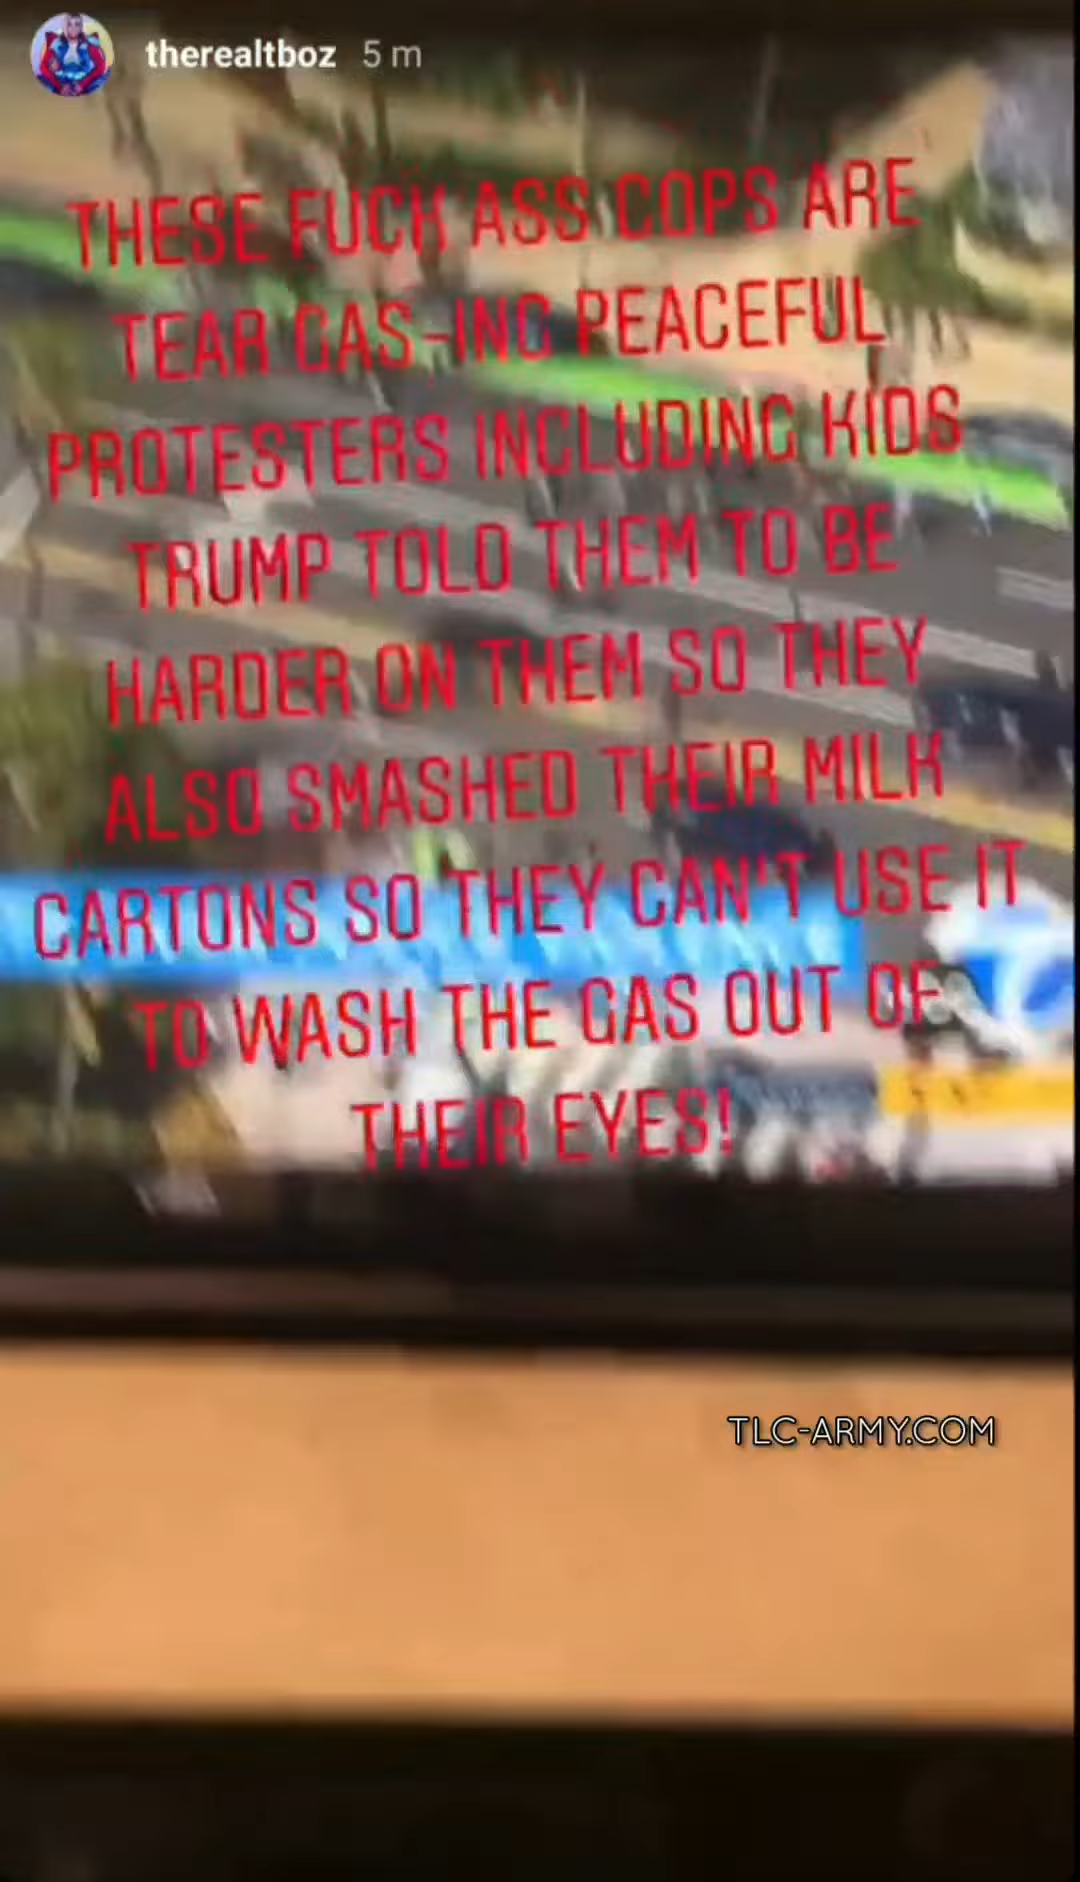 therealtboz 5 m
THESE FUCK ASS COPS ARE
TEAR GAS-ING PEACEFUL
PROTESTERS INCLUDING KIDS
TRUMP TOLD THEM TO BE
HARDER ON THEM SO THEY
ALSO SMASHED THEIR MILK
CARTONS SO THEY CAN'T USE IT
TO WASH THE GAS OUT OF
THEIR EYES!
TLC-ARMY.COM